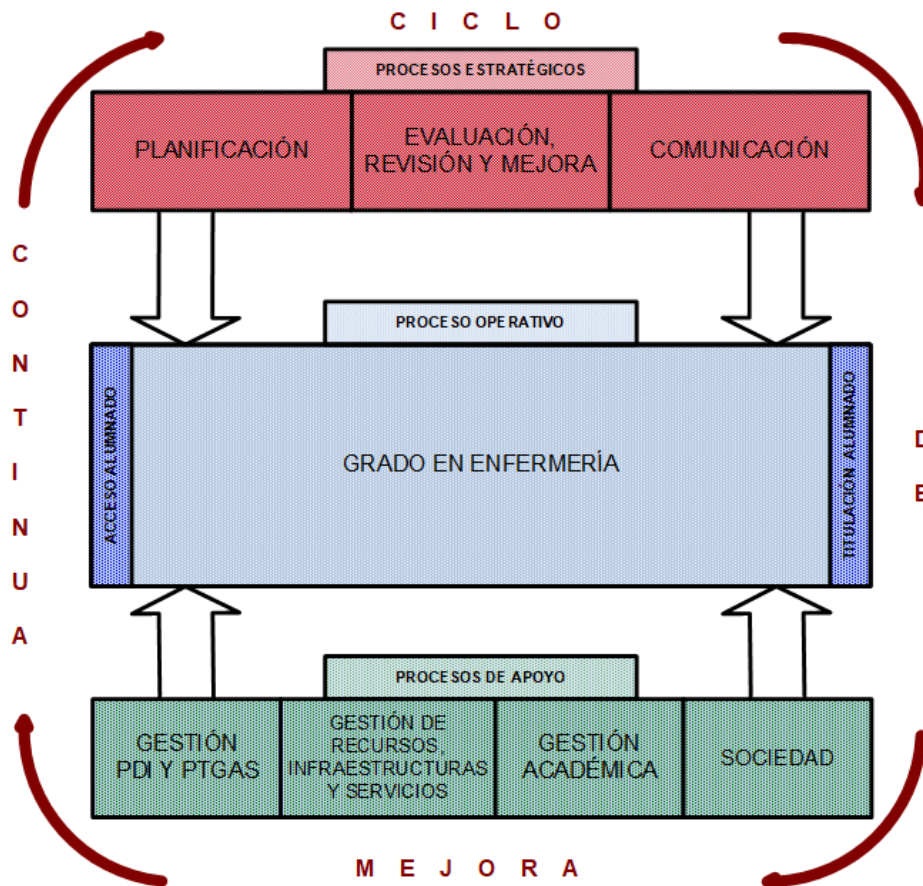 C I C L O
PROCESOS ESTRATÉGICOS
PLANIFICACIÓN
EVALUACIÓN,
REVISIÓN Y MEJORA
COMUNICACIÓN
PROCESO OPERATIVO
ACCESO ALUMNADO
GRADO EN ENFERMERÍA
TITULACIÓN ALUMNADO
D E
PROCESOS DE APOYO
GESTIÓN
PDI Y PTGAS
GESTIÓN DE
RECURSOS,
INFRAESTRUCTURAS
Y SERVICIOS
GESTIÓN
ACADÉMICA
SOCIEDAD
M E J O R A
C O N T I N U A